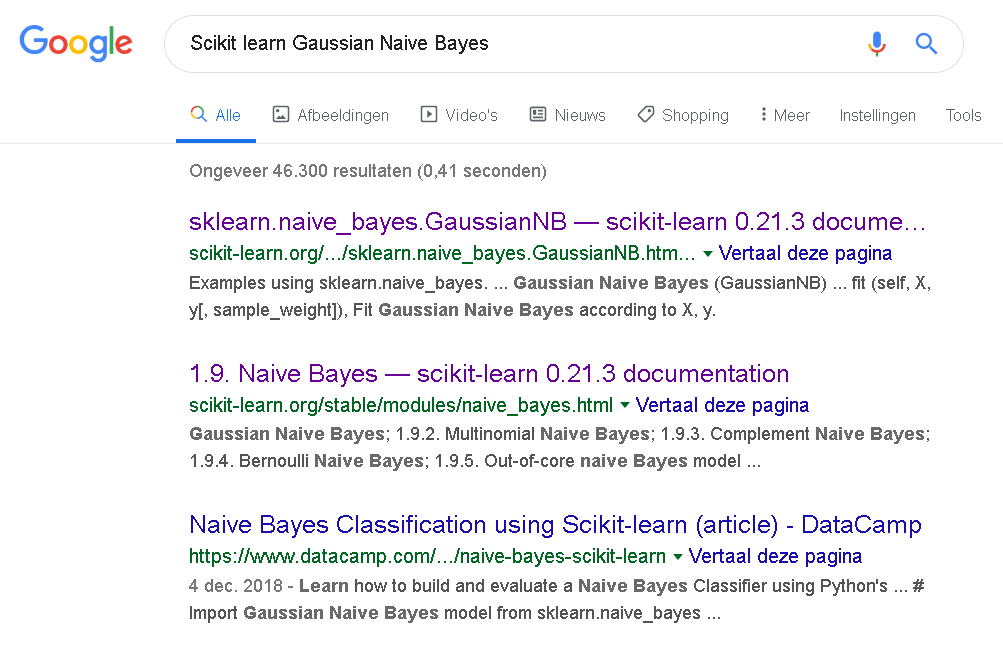 Google
Scikit learn Gaussian Naive Bayes
Alle Afbeeldingen Video's Nieuws Shopping Meer Instellingen Tools
Ongeveer 46.300 resultaten (0,41 seconden)
sklearn.naive_bayes.GaussianNB — scikit-learn 0.21.3 docume...
scikit-learn.org/.../sklearn.naive_bayes.GaussianNB.htm... Vertaal deze pagina
Examples using sklearn.naive_bayes. ... Gaussian Naive Bayes (GaussianNB) ... fit (self, X,
y[, sample_weight]), Fit Gaussian Naive Bayes according to X, y.
1.9. Naive Bayes — scikit-learn 0.21.3 documentation
scikit-learn.org/stable/modules/naive_bayes.html Vertaal deze pagina
Gaussian Naive Bayes; 1.9.2. Multinomial Naive Bayes; 1.9.3. Complement Naive Bayes;
1.9.4. Bernoulli Naive Bayes; 1.9.5. Out-of-core naive Bayes model ...
Naive Bayes Classification using Scikit-learn (article) - DataCamp
https://www.datacamp.com/.../naive-bayes-scikit-learn Vertaal deze pagina
4 dec. 2018 - Learn how to build and evaluate a Naive Bayes Classifier using Python's ... #
Import Gaussian Naive Bayes model from sklearn.naive_bayes ...